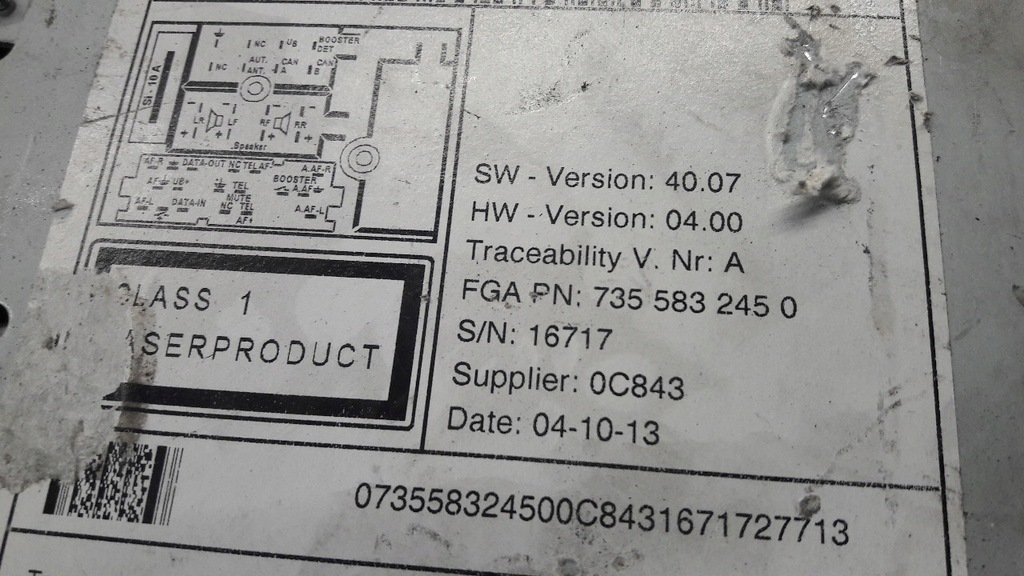 NC UB BOOSTER DET
NC AUT. ANT. CAN A CAN B
SI - 10 A
LR LF RF RR
Speaker
AF-R DATA-OUT NC TEL AF- A.AF-R
AF UB+ TEL BOOSTER A.AF
AF-L DATA-IN MUTE NC TEL AF+ A.AF-L
CLASS 1
ASERPRODUCT
SW - Version: 40.07
HW - Version: 04.00
Traceability V. Nr: A
FGA PN: 735 583 245 0
S/N: 16717
Supplier: 0C843
Date: 04-10-13
073558324500C8431671727713